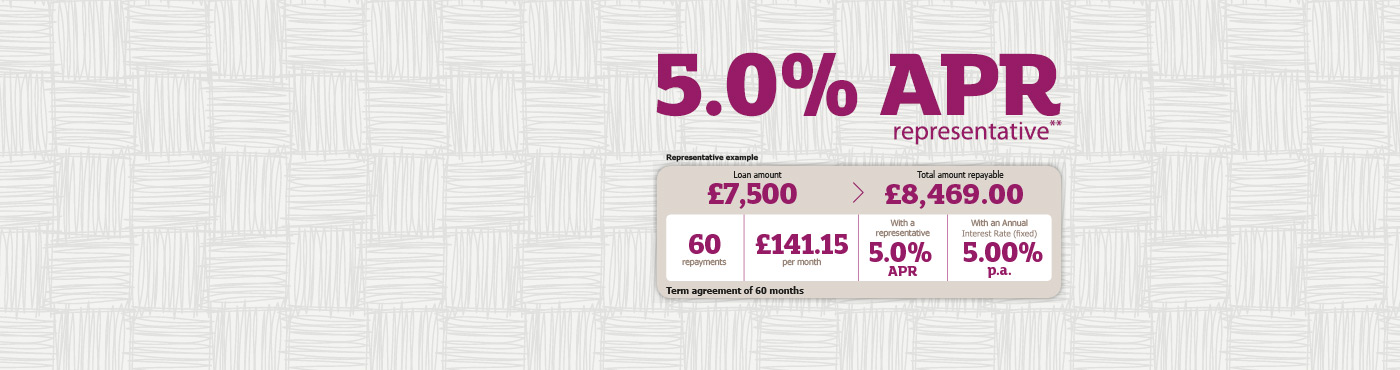 5.0% APR
representative**
Representative example
Loan amount
£7,500
Total amount repayable
£8,469.00
60
repayments
£141.15
per month
With a
representative
5.0%
APR
With an Annual
Interest Rate (fixed)
5.00%
p.a.
Term agreement of 60 months